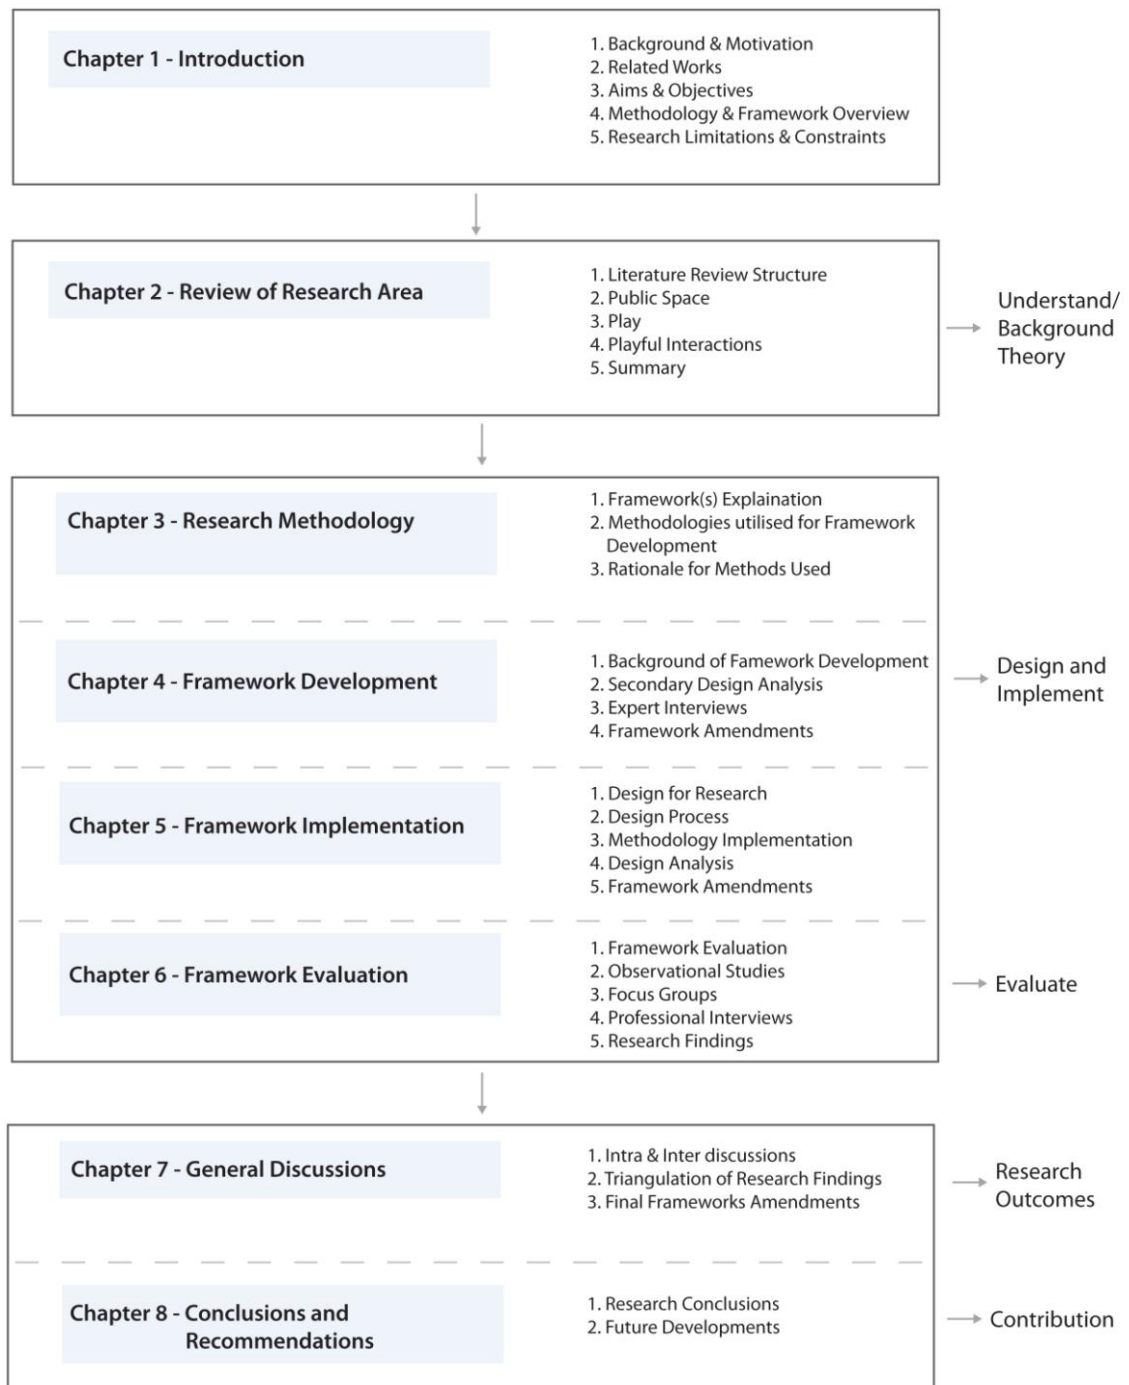 Chapter 1 - Introduction
1. Background & Motivation
2. Related Works
3. Aims & Objectives
4. Methodology & Framework Overview
5. Research Limitations & Constraints
Chapter 2 - Review of Research Area
1. Literature Review Structure
2. Public Space
3. Play
4. Playful Interactions
5. Summary
Understand/
Background
Theory
Chapter 3 - Research Methodology
1. Framework(s) Explaination
2. Methodologies utilised for Framework
Development
3. Rationale for Methods Used
Chapter 4 - Framework Development
1. Background of Famework Development
2. Secondary Design Analysis
3. Expert Interviews
4. Framework Amendments
Design and
Implement
Chapter 5 - Framework Implementation
1. Design for Research
2. Design Process
3. Methodology Implementation
4. Design Analysis
5. Framework Amendments
Chapter 6 - Framework Evaluation
1. Framework Evaluation
2. Observational Studies
3. Focus Groups
4. Professional Interviews
5. Research Findings
Evaluate
Chapter 7 - General Discussions
1. Intra & Inter discussions
2. Triangulation of Research Findings
3. Final Frameworks Amendments
Research
Outcomes
Chapter 8 - Conclusions and
Recommendations
1. Research Conclusions
2. Future Developments
Contribution